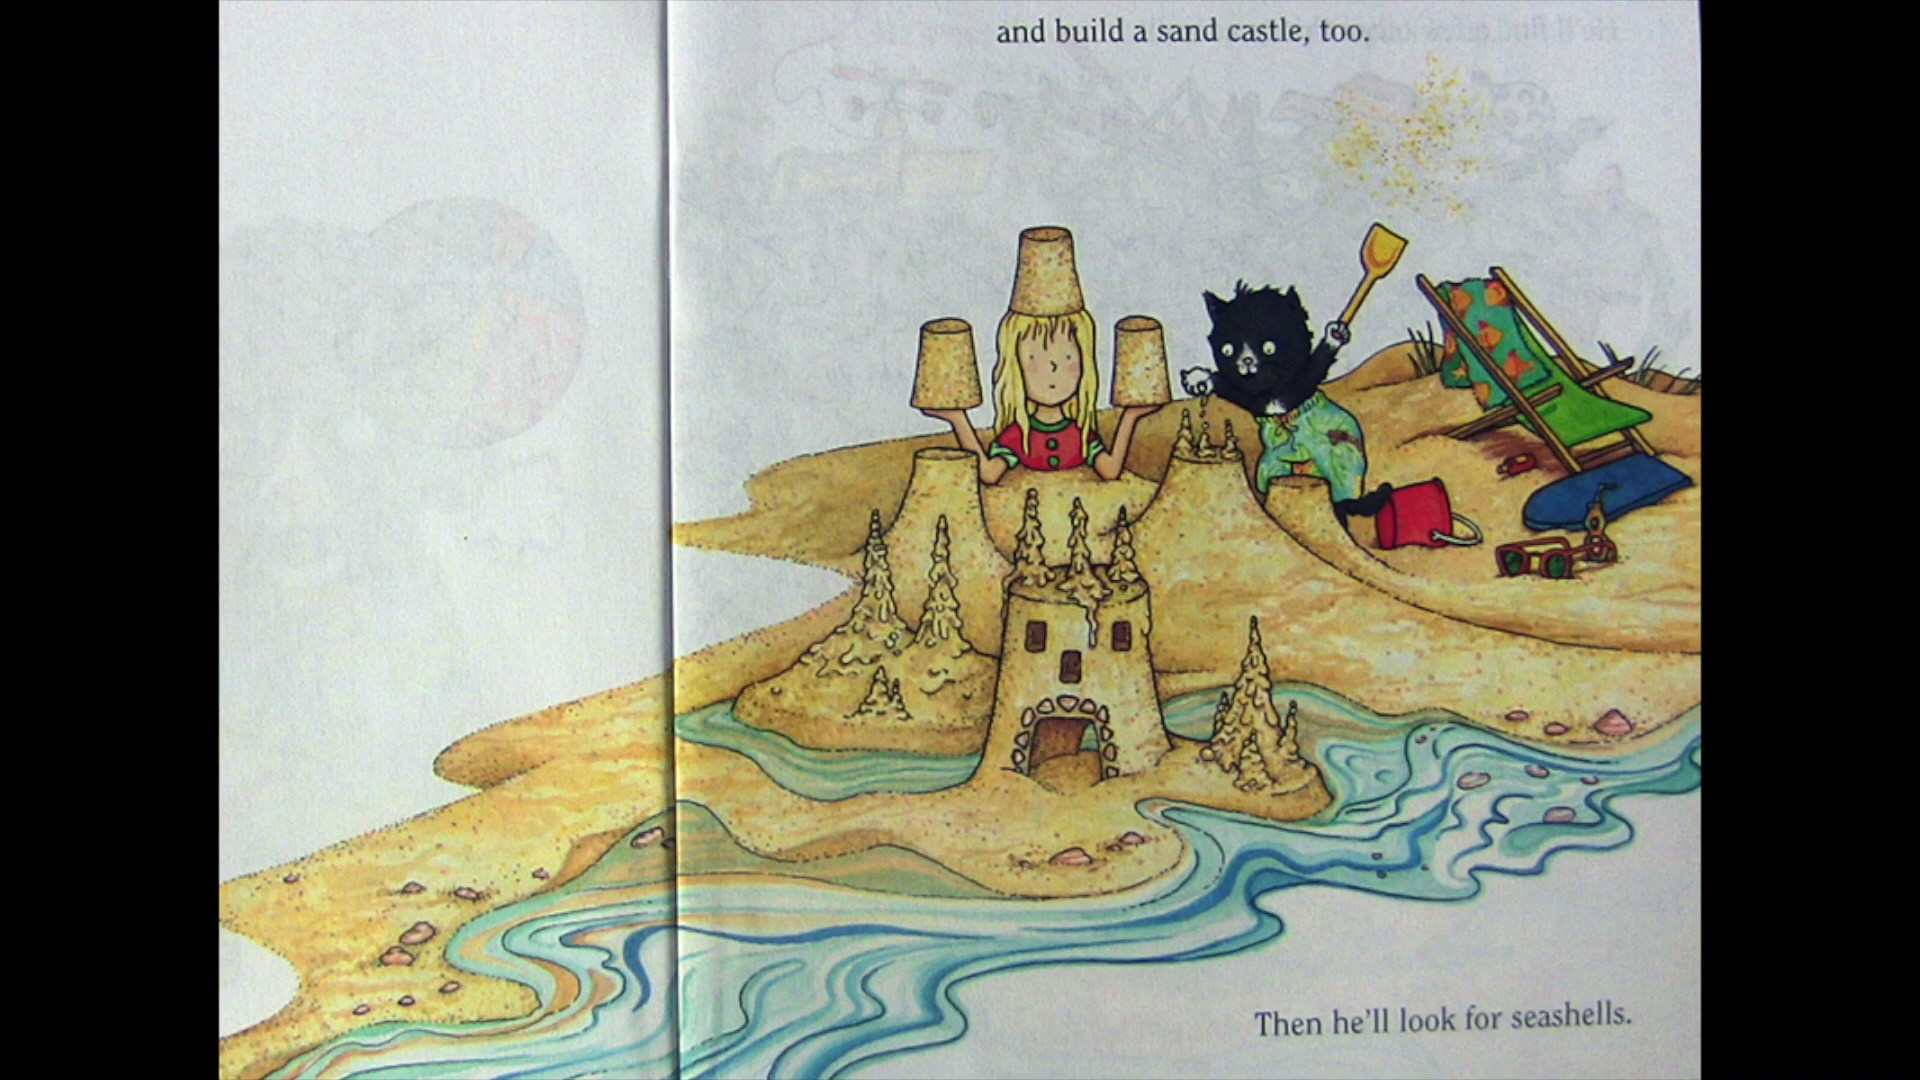 and build a sand castle, too.
Then he'll look for seashells.